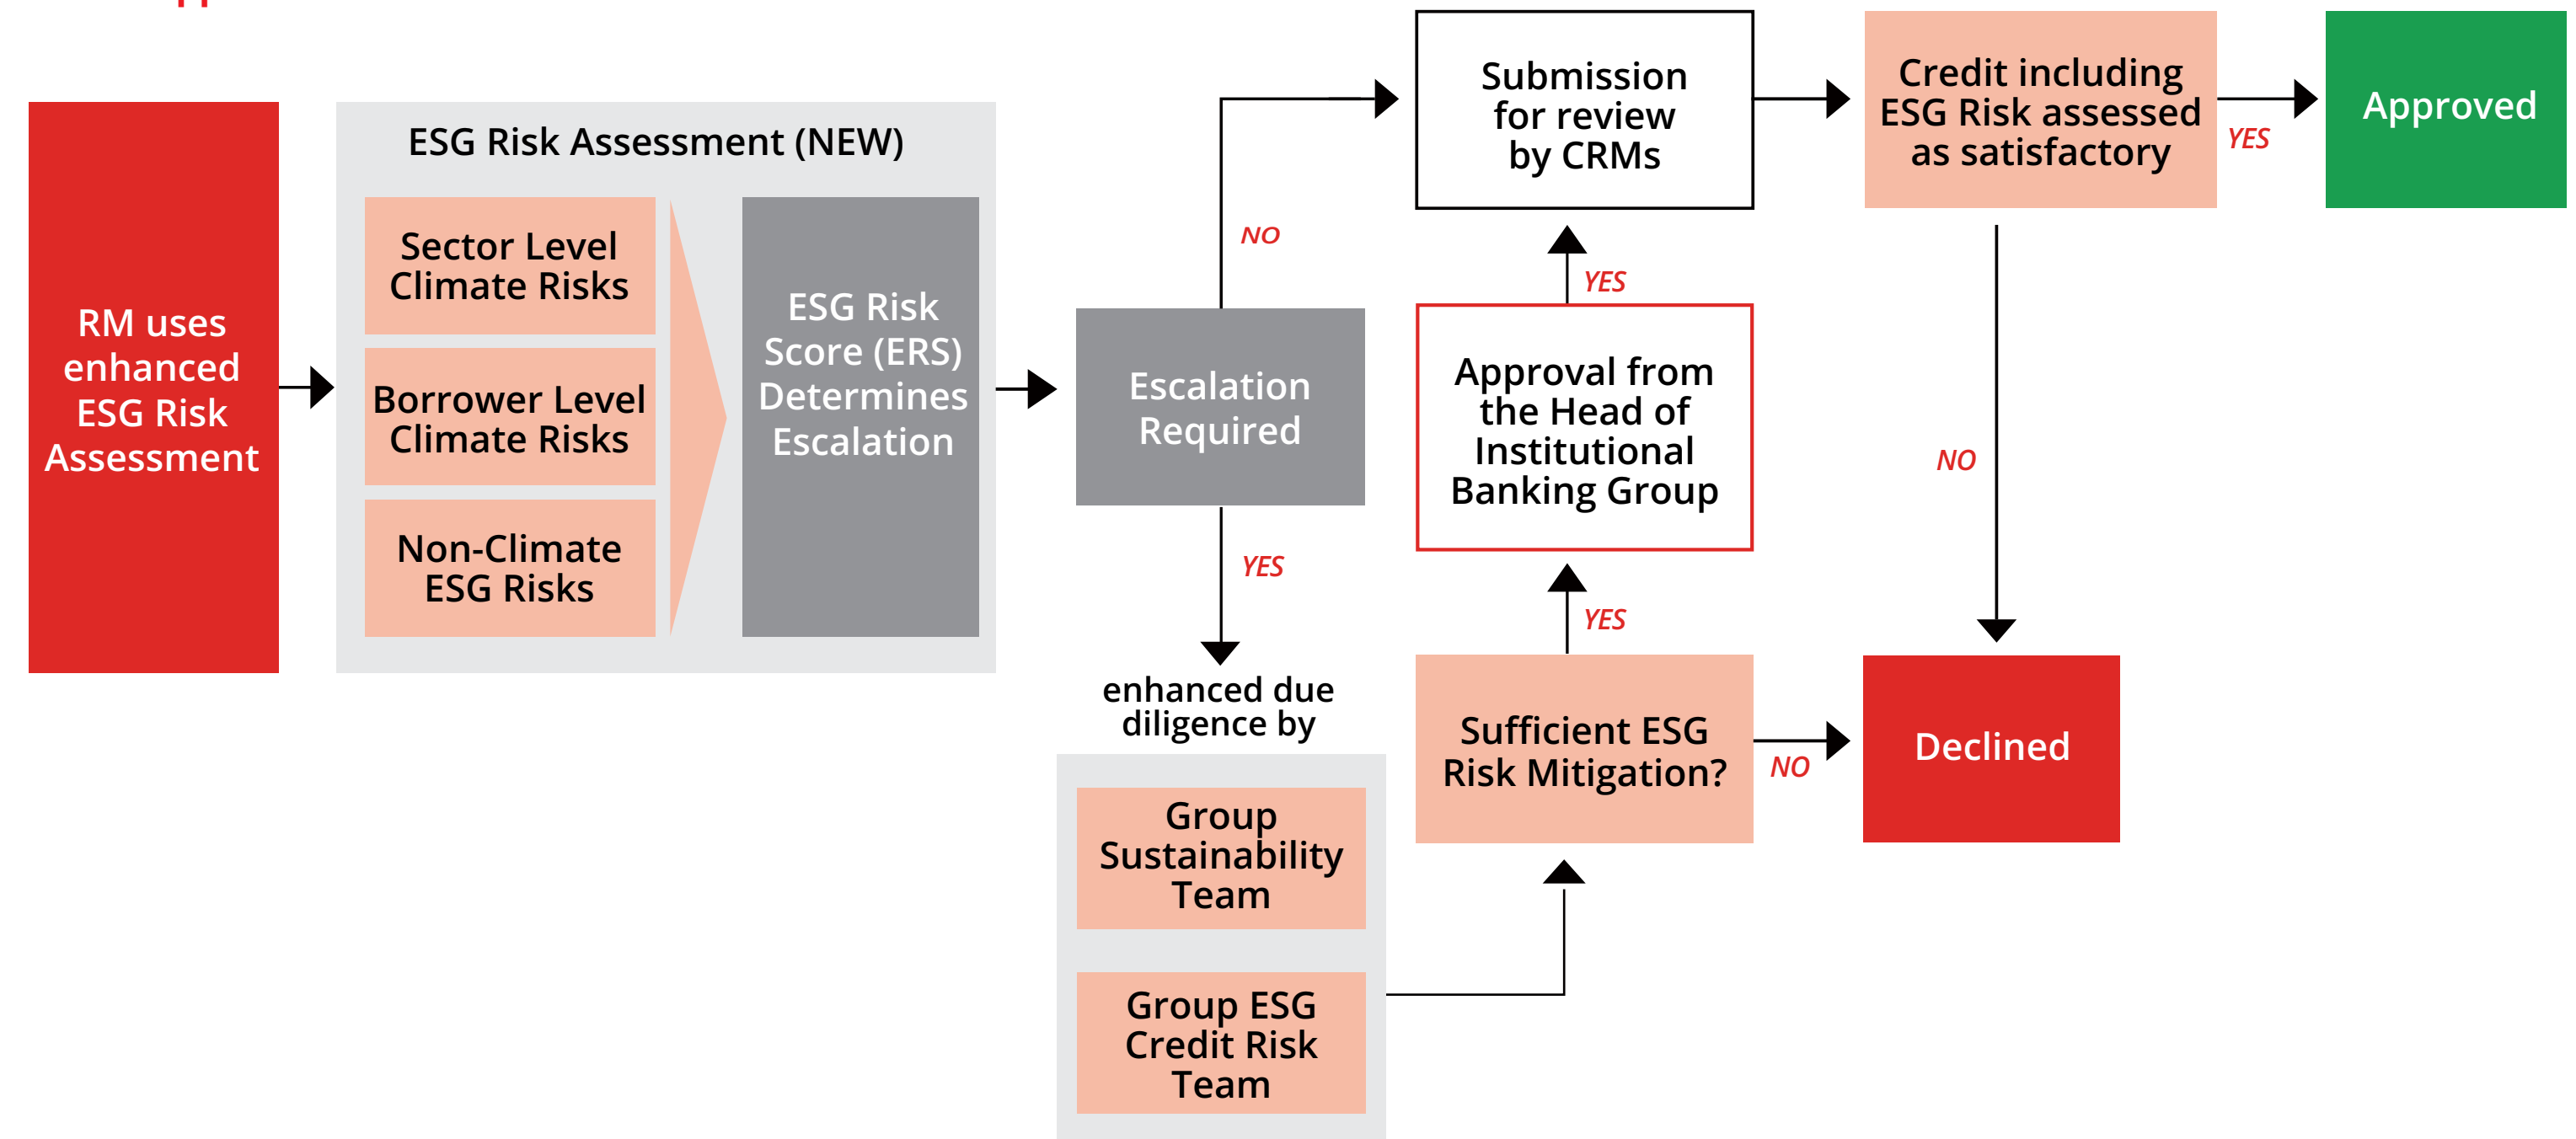 RM uses
enhanced
ESG Risk
Assessment
ESG Risk Assessment (NEW)
Sector Level
Climate Risks
Borrower Level
Climate Risks
Non-Climate
ESG Risks
ESG Risk
Score (ERS)
Determines
Escalation
Escalation
Required
NO
YES
enhanced due
diligence by
Group
Sustainability
Team
Group ESG
Credit Risk
Team
Sufficient ESG
Risk Mitigation?
YES
NO
Approval from
the Head of
Institutional
Banking Group
YES
Submission
for review
by CRMs
Credit including
ESG Risk assessed
as satisfactory
YES
NO
Approved
Declined